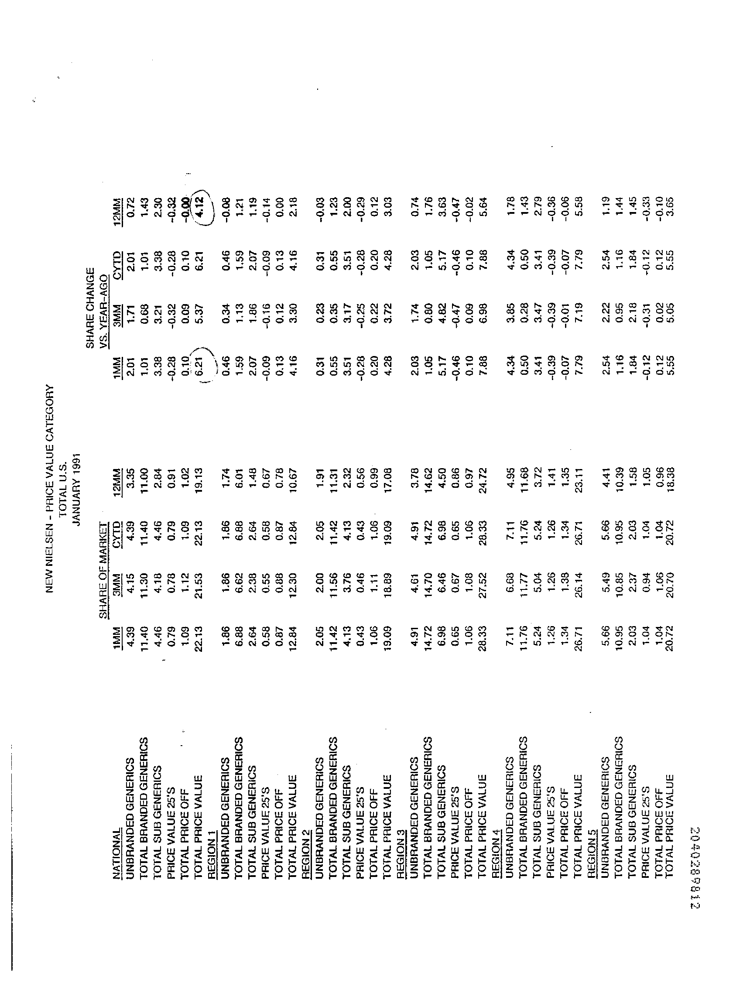 NEW NIELSEN - PRICE VALUE CATEGORY
TOTAL U.S.
JANUARY 1991
SHARE OF MARKET SHARE CHANGE
VS. YEAR-AGO
NATIONAL 1MM 3MM CYTD 12MM 1MM 3MM CYTD 12MM
UNBRANDED GENERICS 4.39 4.15 4.39 3.35 2.01 1.71 2.01 0.72
TOTAL BRANDED GENERICS 11.40 11.30 11.40 11.00 1.01 0.68 1.01 1.43
TOTAL SUB GENERICS 4.46 4.18 4.46 2.84 3.38 3.21 3.38 2.30
PRICE VALUE 25'S 0.79 0.78 0.79 0.91 -0.28 -0.32 -0.28 -0.32
TOTAL PRICE OFF 1.09 1.12 1.09 1.02 0.10 0.09 0.10 -0.00
TOTAL PRICE VALUE 22.13 21.53 22.13 19.13 6.21 5.37 6.21 4.12
REGION 1
UNBRANDED GENERICS 1.86 1.86 1.86 1.74 0.46 0.34 0.46 -0.08
TOTAL BRANDED GENERICS 6.88 6.62 6.88 6.01 1.59 1.13 1.59 1.21
TOTAL SUB GENERICS 2.64 2.38 2.64 1.48 2.07 1.86 2.07 1.19
PRICE VALUE 25'S 0.58 0.55 0.58 0.67 -0.09 -0.16 -0.09 -0.14
TOTAL PRICE OFF 0.87 0.88 0.87 0.78 0.13 0.12 0.13 0.00
TOTAL PRICE VALUE 12.84 12.30 12.84 10.67 4.16 3.30 4.16 2.18
REGION 2
UNBRANDED GENERICS 2.05 2.00 2.05 1.91 0.31 0.23 0.31 -0.03
TOTAL BRANDED GENERICS 11.42 11.56 11.42 11.31 0.55 0.35 0.55 1.23
TOTAL SUB GENERICS 4.13 3.76 4.13 2.32 3.51 3.17 3.51 2.00
PRICE VALUE 25'S 0.43 0.46 0.43 0.56 -0.28 -0.25 -0.28 -0.29
TOTAL PRICE OFF 1.06 1.11 1.06 0.99 0.20 0.22 0.20 0.12
TOTAL PRICE VALUE 19.09 18.89 19.09 17.08 4.28 3.72 4.28 3.03
REGION 3
UNBRANDED GENERICS 4.91 4.61 4.91 3.78 2.03 1.74 2.03 0.74
TOTAL BRANDED GENERICS 14.72 14.70 14.72 14.62 1.05 0.80 1.05 1.76
TOTAL SUB GENERICS 6.98 6.46 6.98 4.50 5.17 4.82 5.17 3.63
PRICE VALUE 25'S 0.65 0.67 0.65 0.86 -0.46 -0.47 -0.46 -0.47
TOTAL PRICE OFF 1.06 1.08 1.06 0.97 0.10 0.09 0.10 -0.02
TOTAL PRICE VALUE 28.33 27.52 28.33 24.72 7.88 6.98 7.88 5.64
REGION 4
UNBRANDED GENERICS 7.11 6.68 7.11 4.95 4.34 3.85 4.34 1.78
TOTAL BRANDED GENERICS 11.76 11.77 11.76 11.68 0.50 0.28 0.50 1.43
TOTAL SUB GENERICS 5.24 5.04 5.24 3.72 3.41 3.47 3.41 2.79
PRICE VALUE 25'S 1.26 1.26 1.26 1.41 -0.39 -0.39 -0.39 -0.36
TOTAL PRICE OFF 1.34 1.38 1.34 1.35 -0.07 -0.01 -0.07 -0.06
TOTAL PRICE VALUE 26.71 26.14 26.71 23.11 7.79 7.19 7.79 5.58
REGION 5
UNBRANDED GENERICS 5.66 5.49 5.66 4.41 2.54 2.22 2.54 1.19
TOTAL BRANDED GENERICS 10.95 10.85 10.95 10.39 1.16 0.95 1.16 1.44
TOTAL SUB GENERICS 2.03 2.37 2.03 1.58 1.84 2.18 1.84 1.45
PRICE VALUE 25'S 1.04 0.94 1.04 1.05 -0.12 -0.31 -0.12 -0.33
TOTAL PRICE OFF 1.04 1.06 1.04 0.96 0.12 0.02 0.12 -0.10
TOTAL PRICE VALUE 20.72 20.70 20.72 18.38 5.55 5.05 5.55 3.65
2040289812